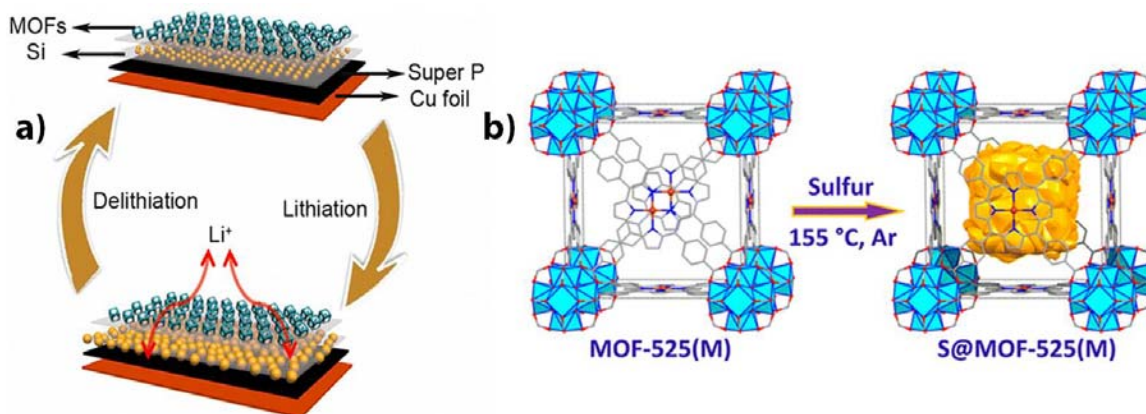 MOFs
Si
Super P
Cu foil
a)
Delithiation
Lithiation
Li⁺
b)
Sulfur
155 °C, Ar
MOF-525(M)
S@MOF-525(M)